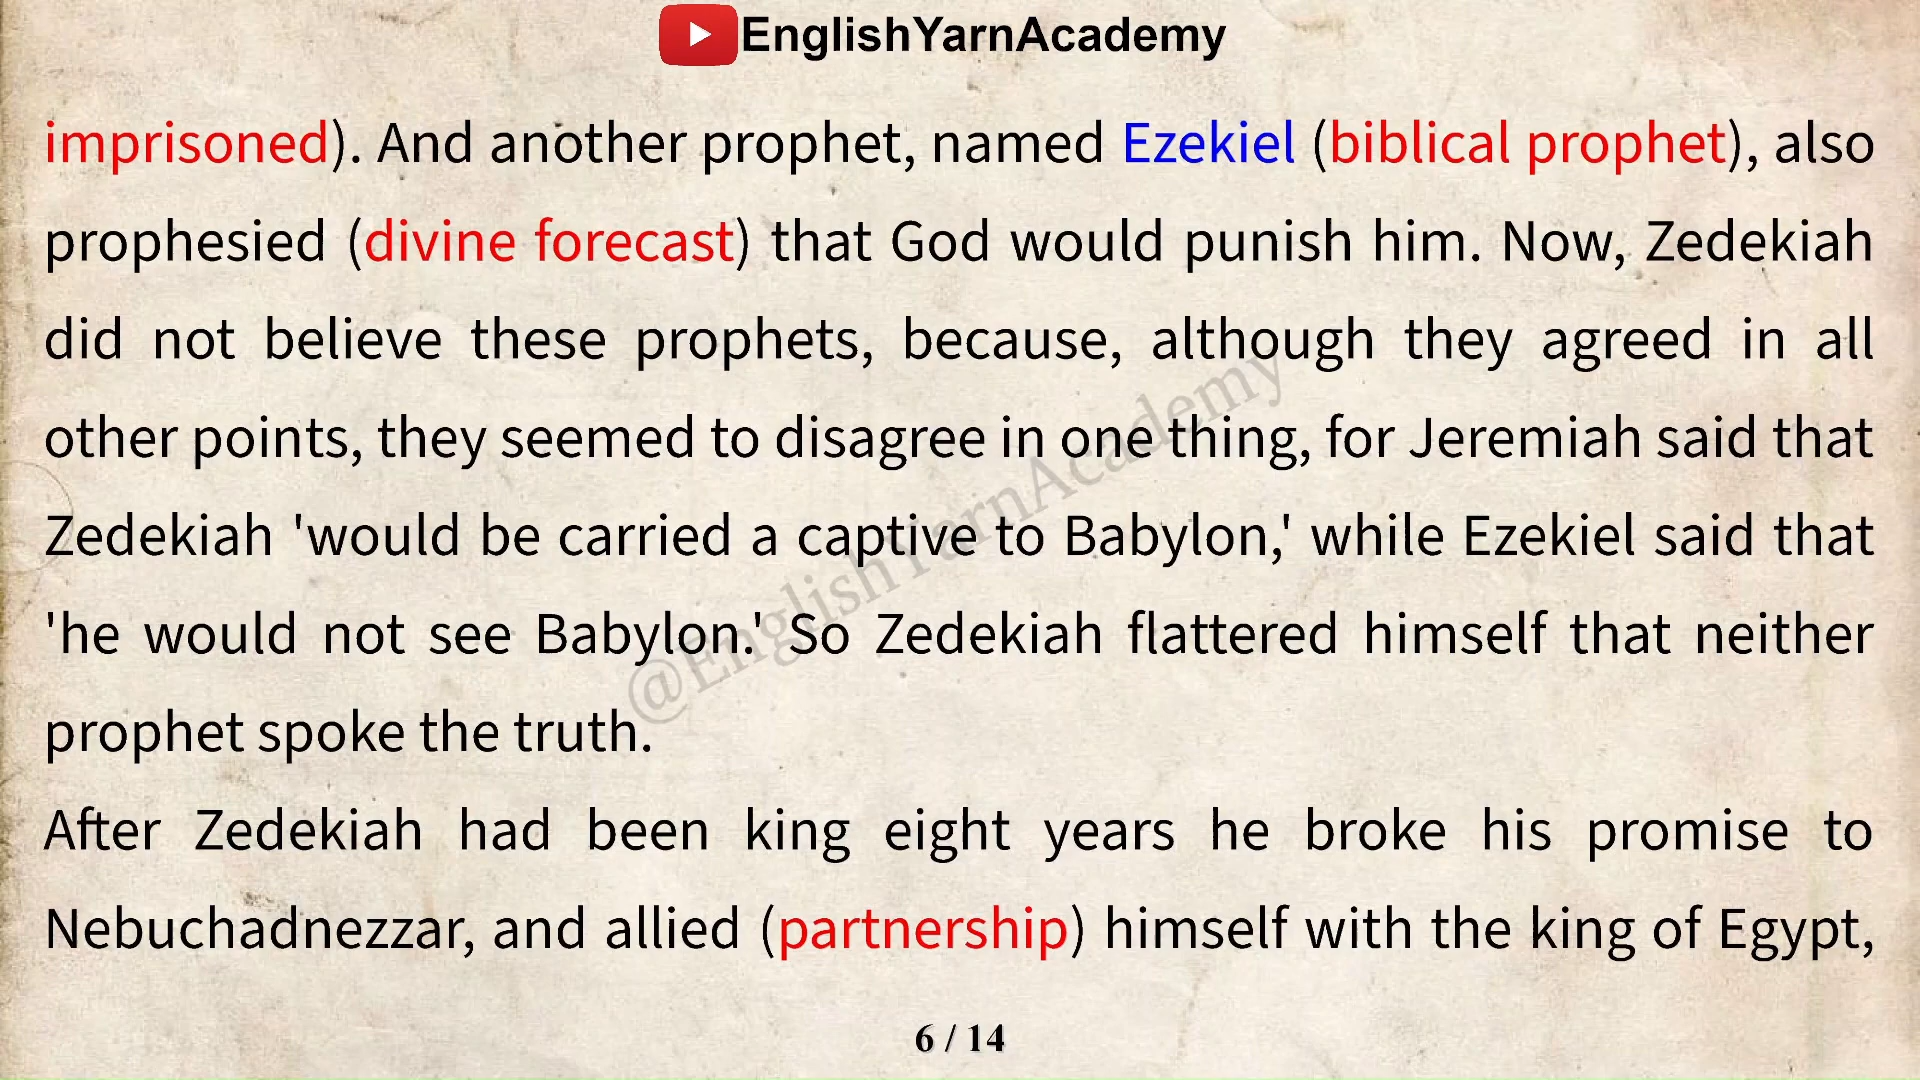 EnglishYarnAcademy
imprisoned). And another prophet, named Ezekiel (biblical prophet), also
prophesied (divine forecast) that God would punish him. Now, Zedekiah
did not believe these prophets, because, although they agreed in all
other points, they seemed to disagree in one thing, for Jeremiah said that
Zedekiah 'would be carried a captive to Babylon,' while Ezekiel said that
'he would not see Babylon.' So Zedekiah flattered himself that neither
prophet spoke the truth.
After Zedekiah had been king eight years he broke his promise to
Nebuchadnezzar, and allied (partnership) himself with the king of Egypt,
@EnglishYarnAcademy
6 / 14